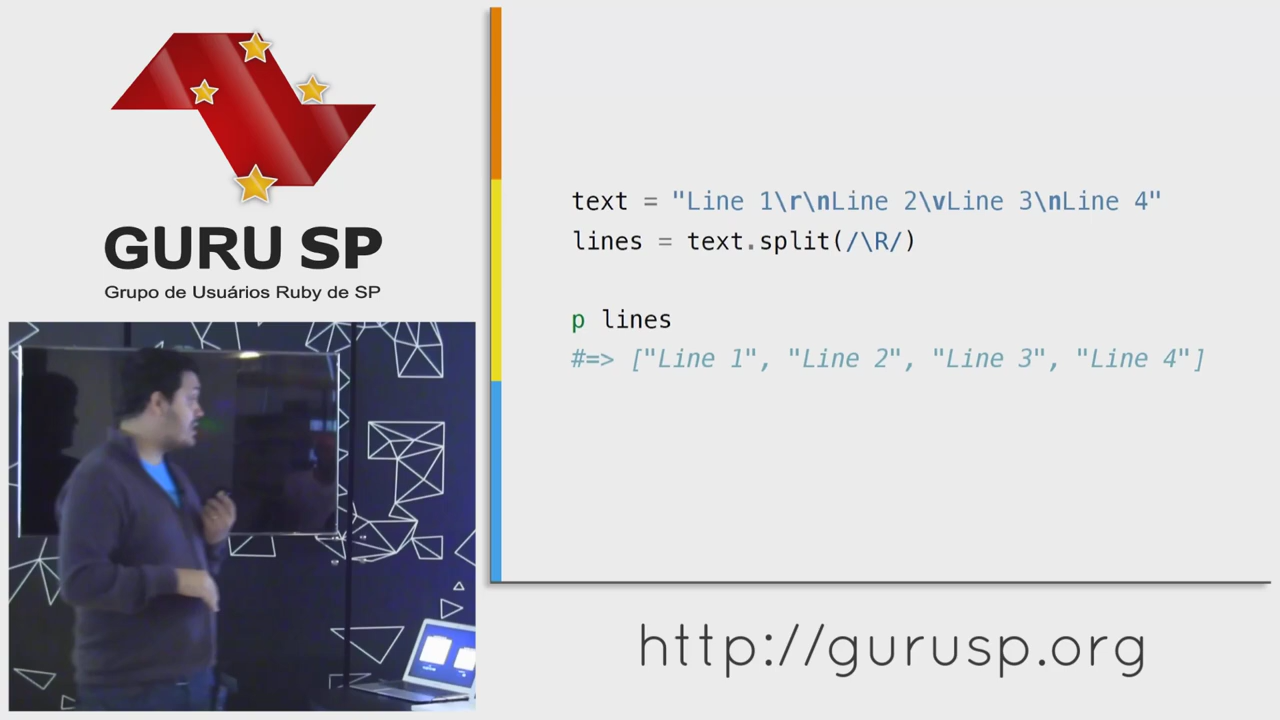 GURU SP
Grupo de Usuários Ruby de SP
text = "Line 1\r\nLine 2\vLine 3\nLine 4"
lines = text.split(/\R/)
p lines
#=> ["Line 1", "Line 2", "Line 3", "Line 4"]
http://gurusp.org